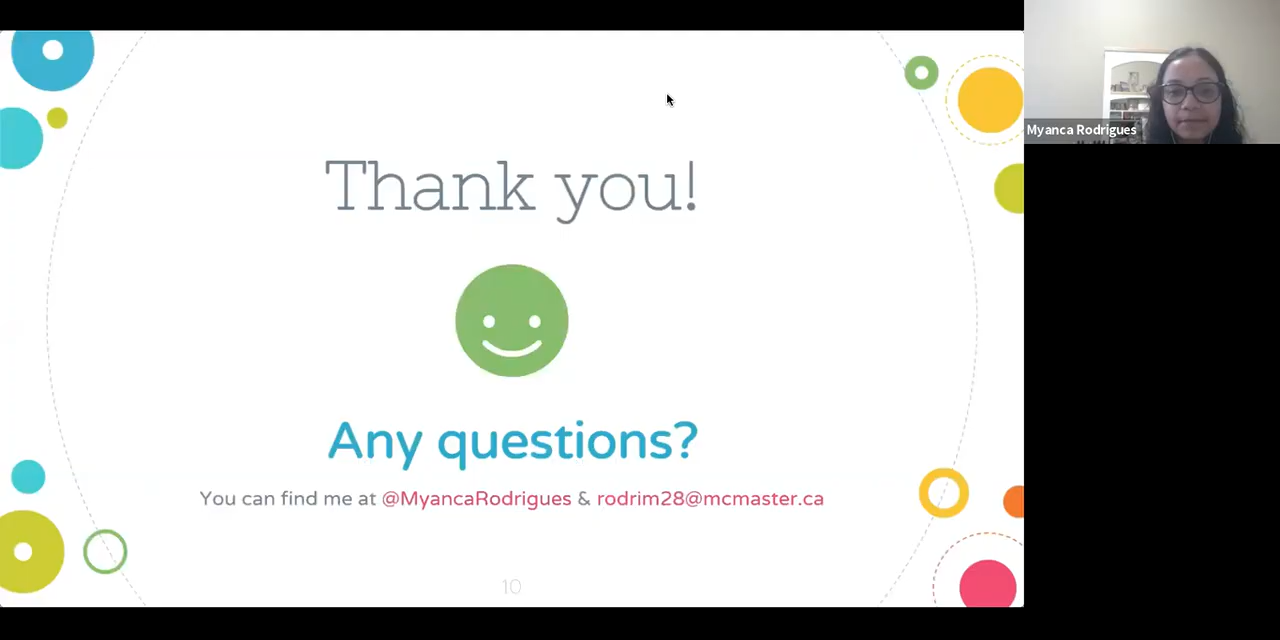 Thank you!
Any questions?
You can find me at @MyancaRodrigues & rodrim28@mcmaster.ca
10
Myanca Rodrigues